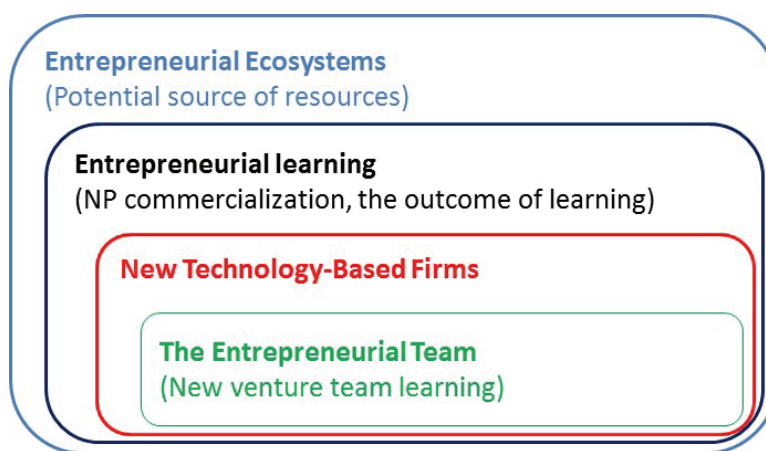 Entrepreneurial Ecosystems
(Potential source of resources)
Entrepreneurial learning
(NP commercialization, the outcome of learning)
New Technology-Based Firms
The Entrepreneurial Team
(New venture team learning)